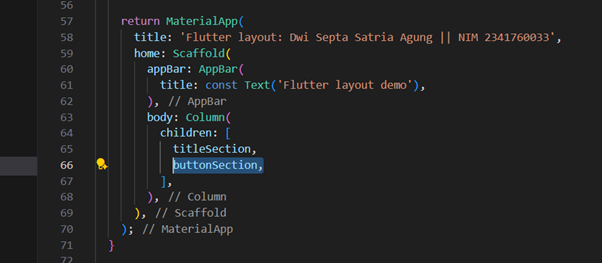 56
57 return MaterialApp(
58 title: 'Flutter layout: Dwi Septa Satria Agung || NIM 2341760033',
59 home: Scaffold(
60 appBar: AppBar(
61 title: const Text('Flutter layout demo'),
62 ), // AppBar
63 body: Column(
64 children: [
65 titleSection,
66 buttonSection,
67 ],
68 ), // Column
69 ), // Scaffold
70 ); // MaterialApp
71 }
72